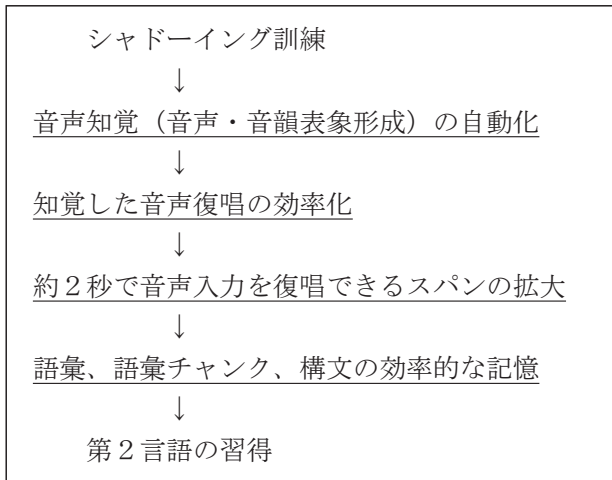 シャドーイング訓練
↓
音声知覚（音声・音韻表象形成）の自動化
↓
知覚した音声復唱の効率化
↓
約２秒で音声入力を復唱できるスパンの拡大
↓
語彙、語彙チャンク、構文の効率的な記憶
↓
第２言語の習得